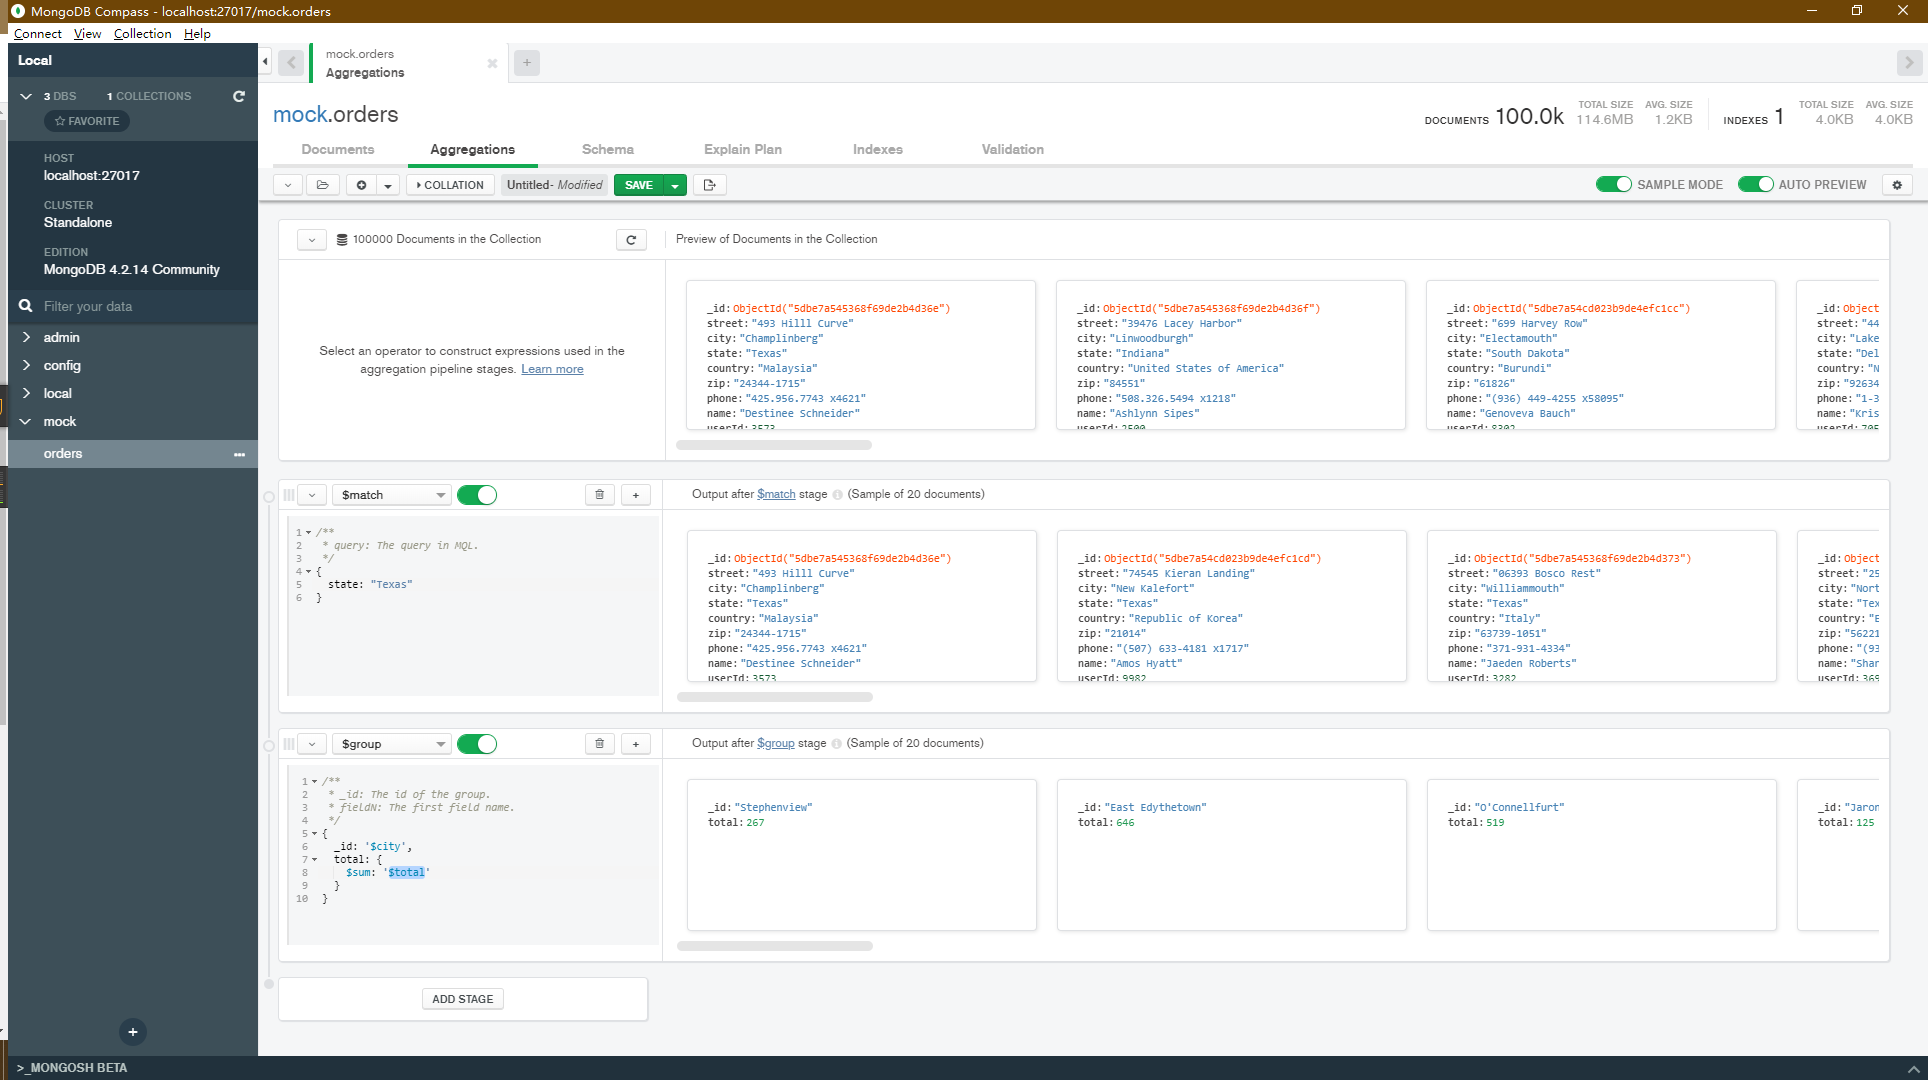 MongoDB Compass - localhost:27017/mock.orders
Connect View Collection Help
Local
3 DBS 1 COLLECTIONS
FAVORITE
HOST
localhost:27017
CLUSTER
Standalone
EDITION
MongoDB 4.2.14 Community
Filter your data
admin
config
local
mock
orders
>_MONGOSH BETA
mock.orders
Aggregations
mock.orders
DOCUMENTS 100.0k TOTAL SIZE 114.6MB AVG. SIZE 1.2KB INDEXES 1 TOTAL SIZE 4.0KB AVG. SIZE 4.0KB
Documents Aggregations Schema Explain Plan Indexes Validation
COLLATION Untitled- Modified SAVE SAMPLE MODE AUTO PREVIEW
100000 Documents in the Collection Preview of Documents in the Collection
Select an operator to construct expressions used in the
aggregation pipeline stages. Learn more
_id: ObjectId("5dbe7a545368f69de2b4d36e")
street: "493 Hilll Curve"
city: "Champlinberg"
state: "Texas"
country: "Malaysia"
zip: "24344-1715"
phone: "425.956.7743 x4621"
name: "Destinee Schneider"
userId: 3573
_id: ObjectId("5dbe7a545368f69de2b4d36f")
street: "39476 Lacey Harbor"
city: "Linwoodburgh"
state: "Indiana"
country: "United States of America"
zip: "84551"
phone: "508.326.5494 x1218"
name: "Ashlynn Sipes"
userId: 2500
_id: ObjectId("5dbe7a54cd023b9de4efc1cc")
street: "699 Harvey Row"
city: "Electamouth"
state: "South Dakota"
country: "Burundi"
zip: "61826"
phone: "(936) 449-4255 x58095"
name: "Genoveva Bauch"
userId: 8302
_id: Object
street: "44
city: "Lake
state: "Del
country: "N
zip: "92634
phone: "1-3
name: "Kris
userId: 705
$match
Output after $match stage (Sample of 20 documents)
1 /**
2 * query: The query in MQL.
3 */
4 {
5 state: "Texas"
6 }
_id: ObjectId("5dbe7a545368f69de2b4d36e")
street: "493 Hilll Curve"
city: "Champlinberg"
state: "Texas"
country: "Malaysia"
zip: "24344-1715"
phone: "425.956.7743 x4621"
name: "Destinee Schneider"
userId: 3573
_id: ObjectId("5dbe7a54cd023b9de4efc1cd")
street: "74545 Kieran Landing"
city: "New Kalefort"
state: "Texas"
country: "Republic of Korea"
zip: "21014"
phone: "(507) 633-4181 x1717"
name: "Amos Hyatt"
userId: 9982
_id: ObjectId("5dbe7a545368f69de2b4d373")
street: "06393 Bosco Rest"
city: "Williammouth"
state: "Texas"
country: "Italy"
zip: "63739-1051"
phone: "371-931-4334"
name: "Jaeden Roberts"
userId: 3282
_id: Object
street: "25
city: "Nort
state: "Tex
country: "E
zip: "56221
phone: "(93
name: "Shar
userId: 369
$group
Output after $group stage (Sample of 20 documents)
1 /**
2 * _id: The id of the group.
3 * fieldN: The first field name.
4 */
5 {
6 _id: '$city',
7 total: {
8 $sum: '$total'
9 }
10 }
_id: "Stephenview"
total: 267
_id: "East Edythetown"
total: 646
_id: "O'Connellfurt"
total: 519
_id: "Jaron
total: 125
ADD STAGE